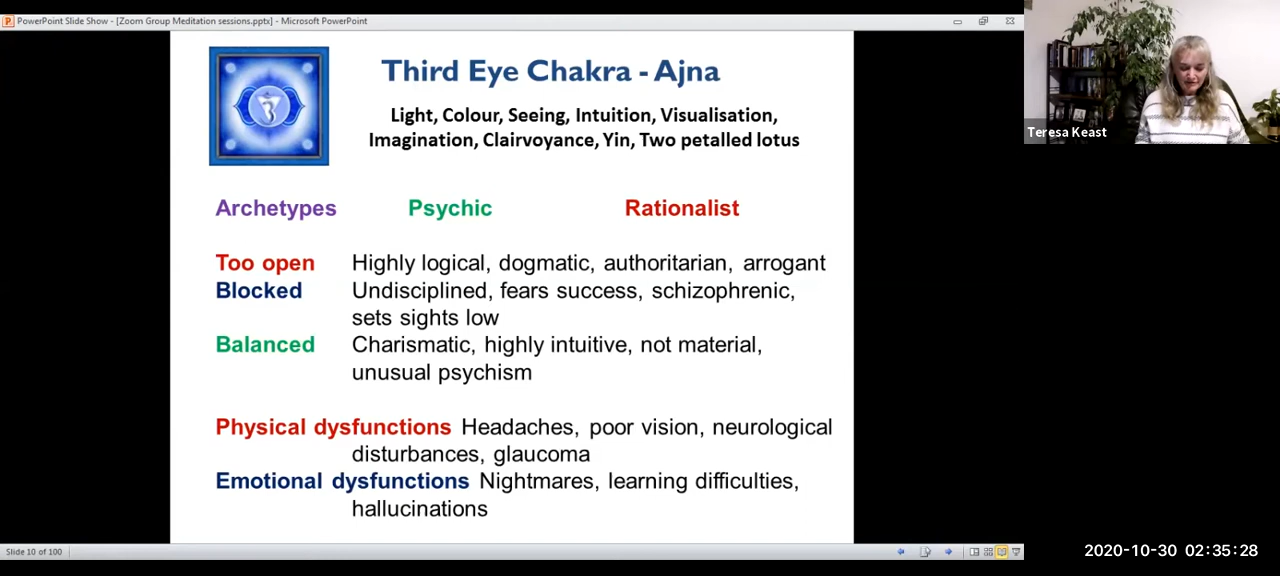 PowerPoint Slide Show - [Zoom Group Meditation sessions.pptx] - Microsoft PowerPoint
Third Eye Chakra - Ajna
Light, Colour, Seeing, Intuition, Visualisation,
Imagination, Clairvoyance, Yin, Two petalled lotus
Teresa Keast
Archetypes Psychic Rationalist
Too open Highly logical, dogmatic, authoritarian, arrogant
Blocked Undisciplined, fears success, schizophrenic,
sets sights low
Balanced Charismatic, highly intuitive, not material,
unusual psychism
Physical dysfunctions Headaches, poor vision, neurological
disturbances, glaucoma
Emotional dysfunctions Nightmares, learning difficulties,
hallucinations
Slide 10 of 100
2020-10-30 02:35:28